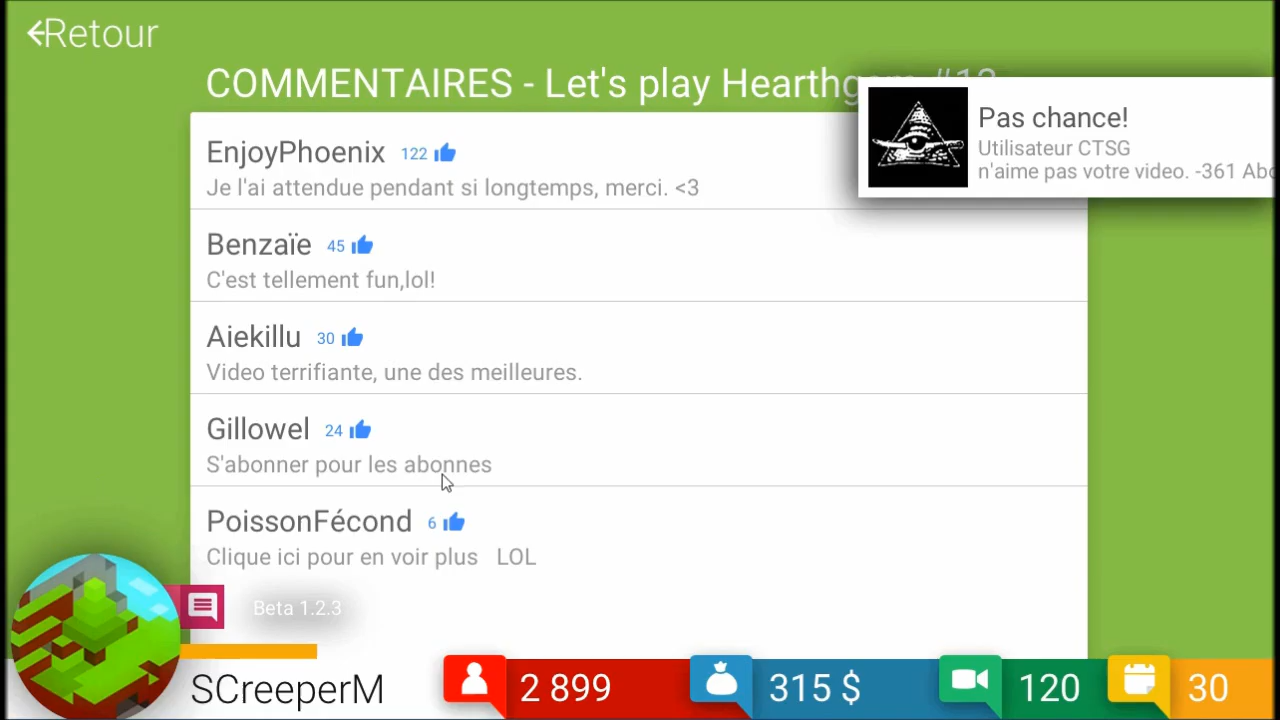 Retour
COMMENTAIRES - Let's play Hearthg
Pas chance!
Utilisateur CTSG
n'aime pas votre video. -361 Abo
EnjoyPhoenix 122
Je l'ai attendue pendant si longtemps, merci. <3
Benzaïe 45
C'est tellement fun,lol!
Aiekillu 30
Video terrifiante, une des meilleures.
Gillowel 24
S'abonner pour les abonnes
PoissonFécond 6
Clique ici pour en voir plus LOL
Beta 1.2.3
SCreeperM
2 899
315 $
120
30